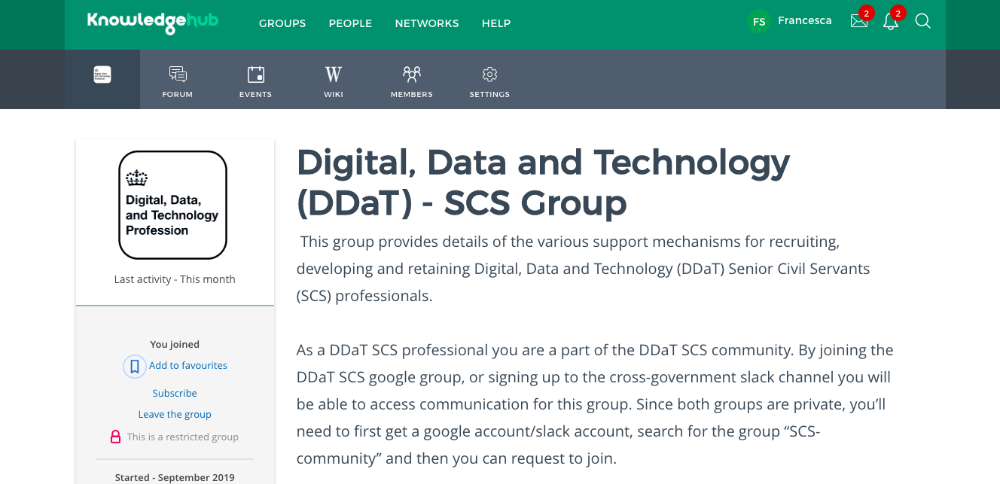 Knowledgehub
GROUPS PEOPLE NETWORKS HELP
FS Francesca 2 2
FORUM EVENTS WIKI MEMBERS SETTINGS
Digital, Data,
and Technology
Profession
Last activity - This month
You joined
Add to favourites
Subscribe
Leave the group
This is a restricted group
Started - September 2019
Digital, Data and Technology
(DDaT) - SCS Group
This group provides details of the various support mechanisms for recruiting,
developing and retaining Digital, Data and Technology (DDaT) Senior Civil Servants
(SCS) professionals.
As a DDaT SCS professional you are a part of the DDaT SCS community. By joining the
DDaT SCS google group, or signing up to the cross-government slack channel you will
be able to access communication for this group. Since both groups are private, you’ll
need to first get a google account/slack account, search for the group “SCS-
community” and then you can request to join.